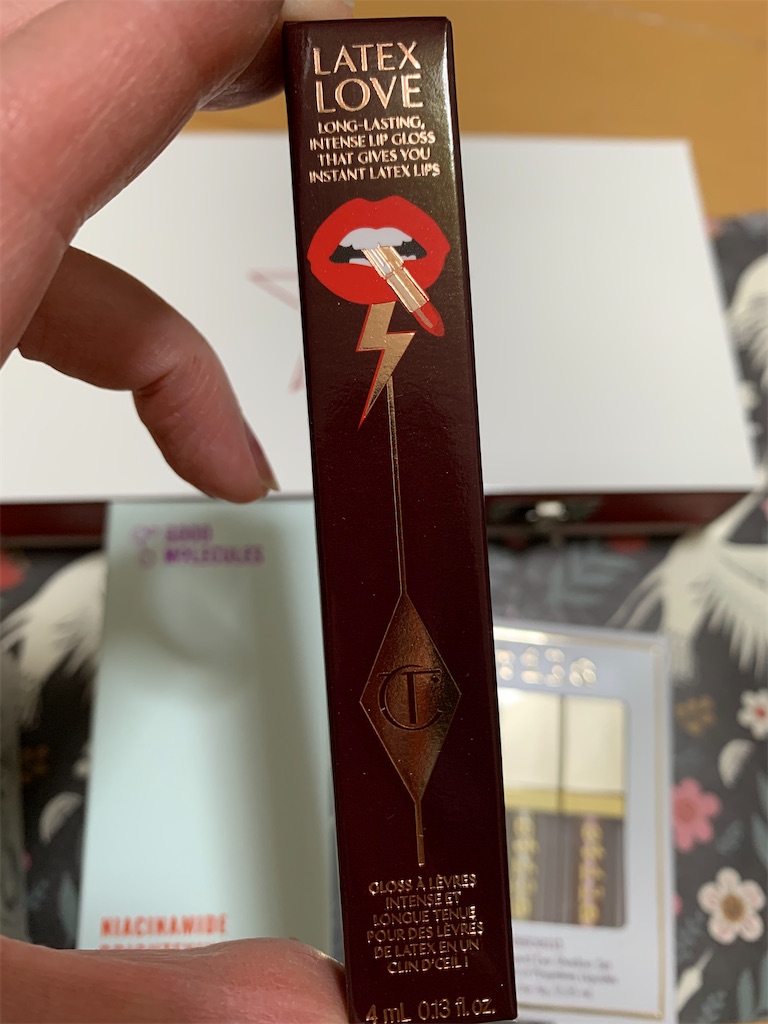 LATEX
LOVE
LONG-LASTING,
INTENSE LIP GLOSS
THAT GIVES YOU
INSTANT LATEX LIPS
CT
GLOSS À LÈVRES
INTENSE ET
LONGUE TENUE
POUR DES LÈVRES
DE LATEX EN UN
CLIN D'ŒIL !
4 mL 0.13 fl.oz.
GOOD
MOLECULES
NIACINAMIDE